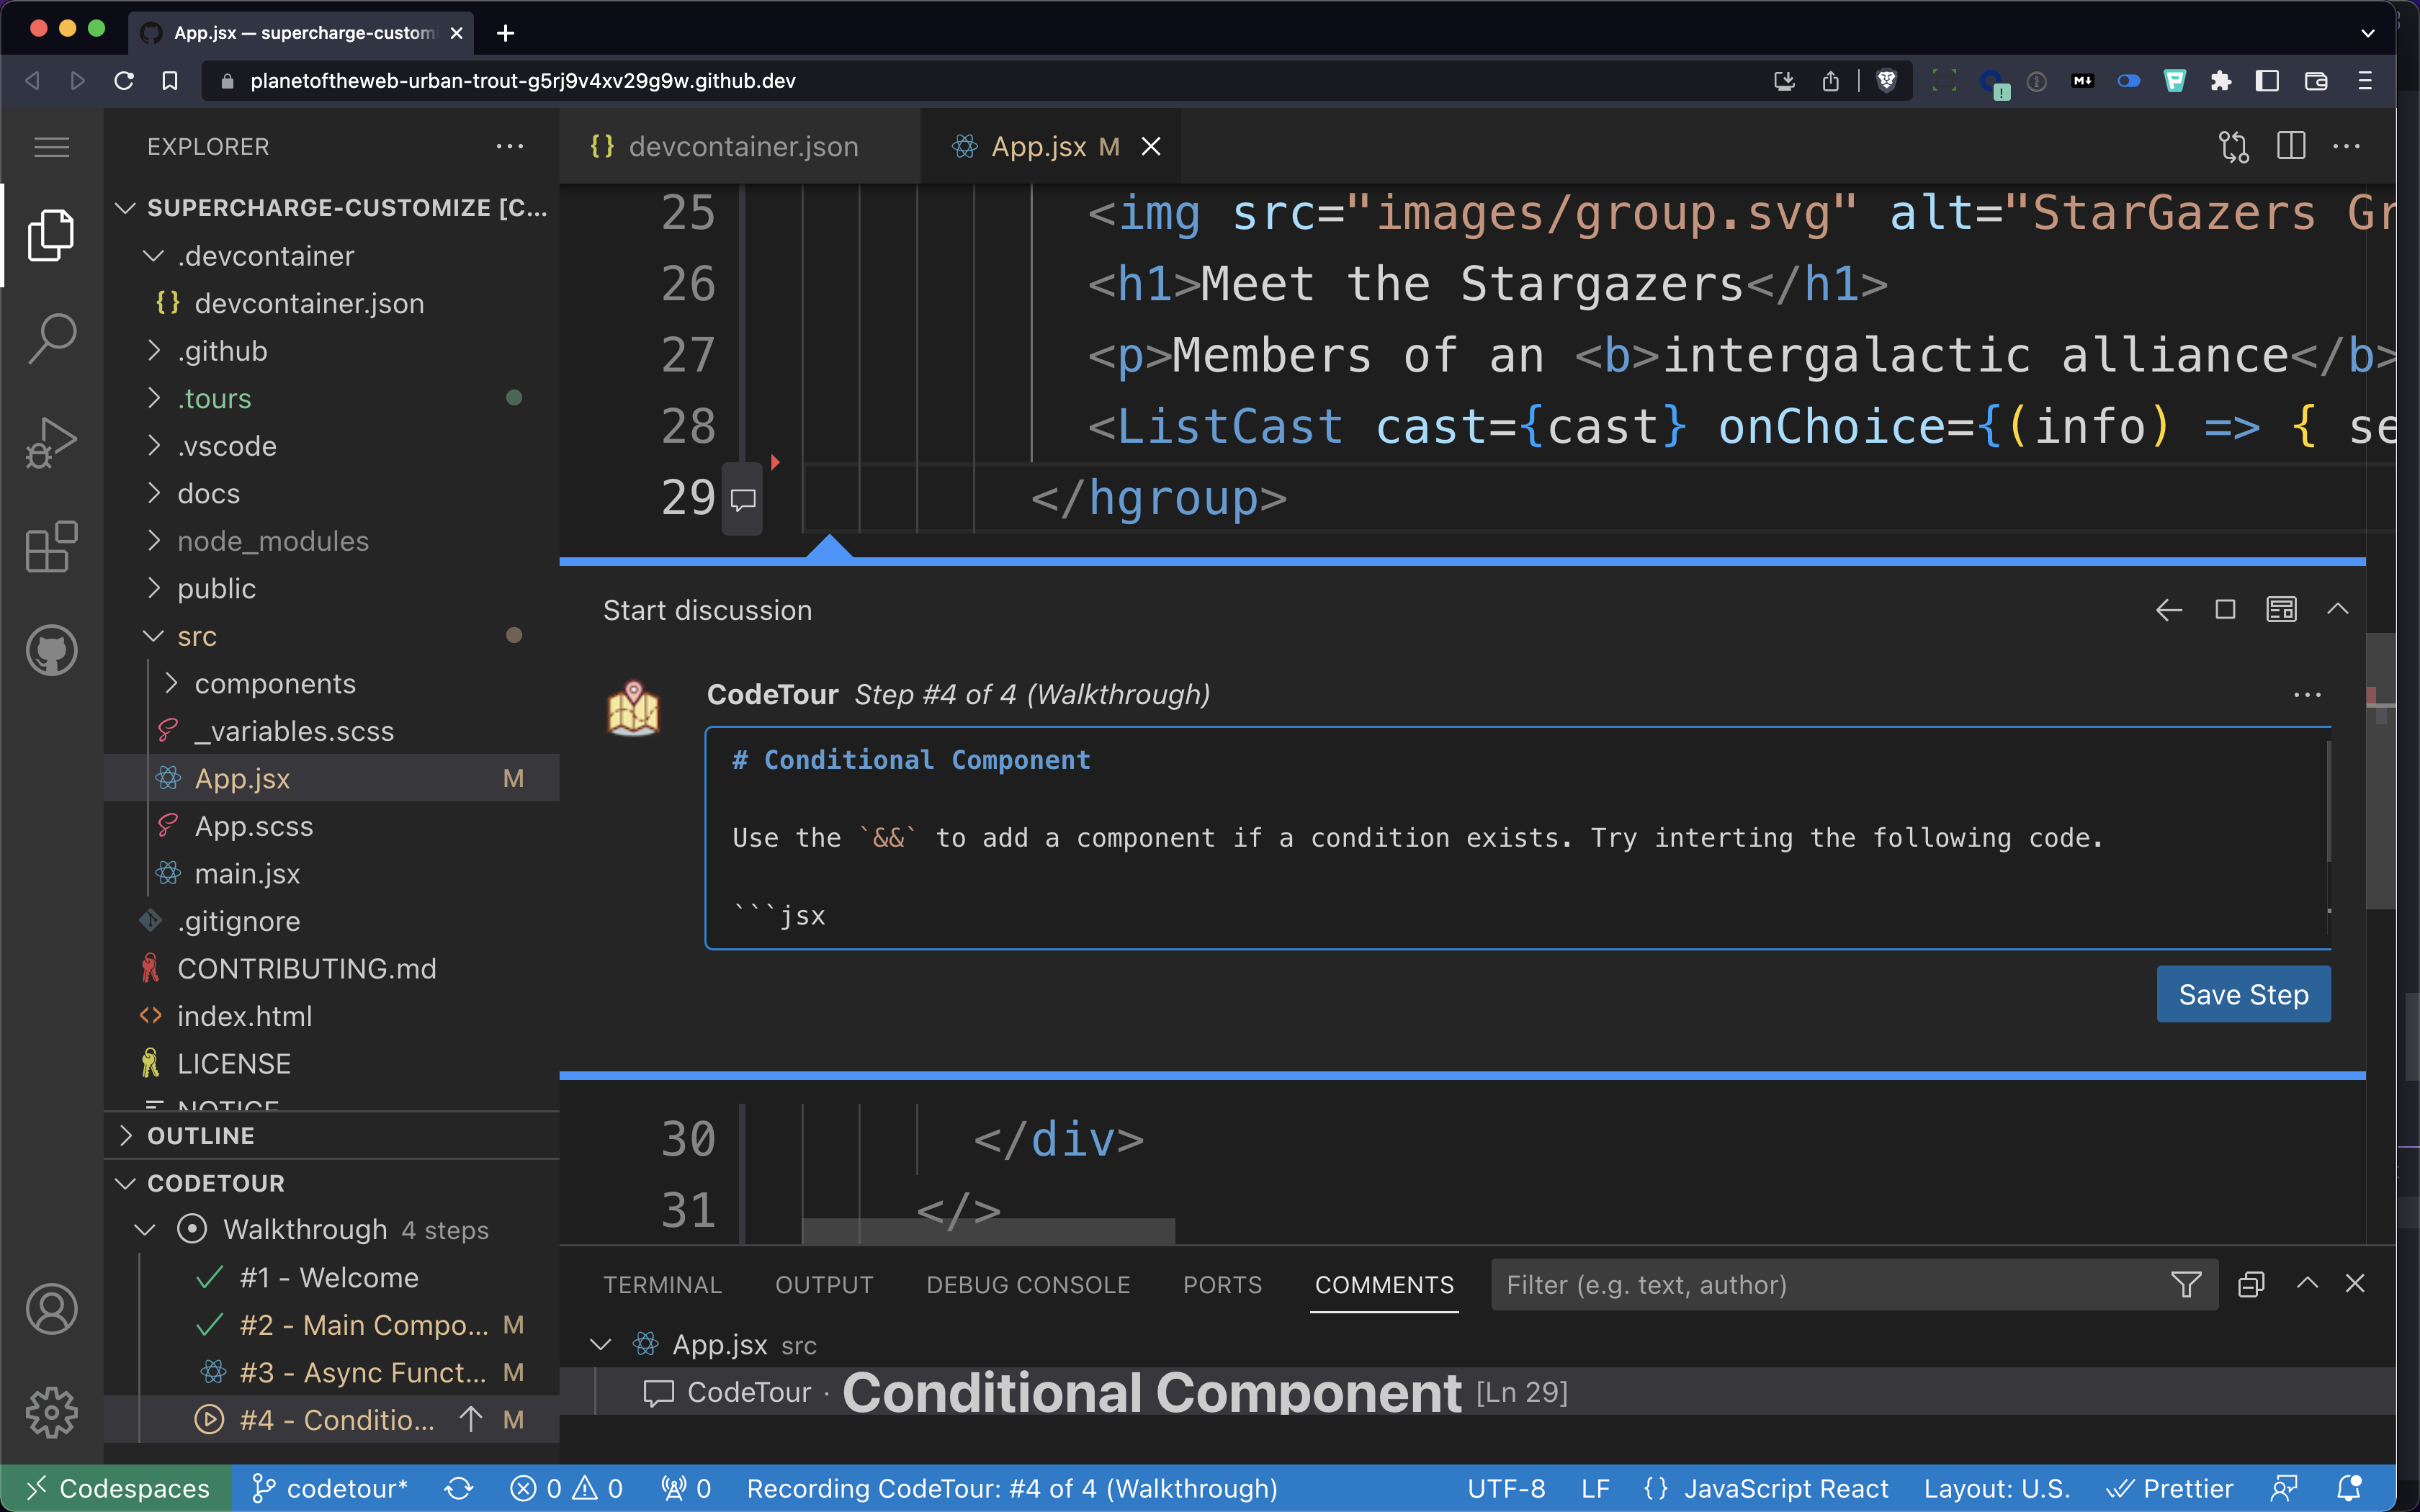 App.jsx — supercharge-custom
planetoftheweb-urban-trout-g5rj9v4xv29g9w.github.dev
EXPLORER
SUPERCHARGE-CUSTOMIZE [C...
.devcontainer
devcontainer.json
.github
.tours
.vscode
docs
node_modules
public
src
components
_variables.scss
App.jsx M
App.scss
main.jsx
.gitignore
CONTRIBUTING.md
index.html
LICENSE
NOTICE
OUTLINE
CODETOUR
Walkthrough 4 steps
#1 - Welcome
#2 - Main Compo... M
#3 - Async Funct... M
#4 - Conditio... M
{} devcontainer.json
App.jsx M
25 <img src="images/group.svg" alt="StarGazers Gr
26 <h1>Meet the Stargazers</h1>
27 <p>Members of an <b>intergalactic alliance</b>
28 <ListCast cast={cast} onChoice={(info) => { se
29 </hgroup>
Start discussion
CodeTour Step #4 of 4 (Walkthrough)
# Conditional Component
Use the `&&` to add a component if a condition exists. Try interting the following code.
```jsx
Save Step
30 </div>
31 </>
TERMINAL OUTPUT DEBUG CONSOLE PORTS COMMENTS Filter (e.g. text, author)
App.jsx src
CodeTour · Conditional Component [Ln 29]
Codespaces codetour* 0 0 0 Recording CodeTour: #4 of 4 (Walkthrough) UTF-8 LF {} JavaScript React Layout: U.S. Prettier